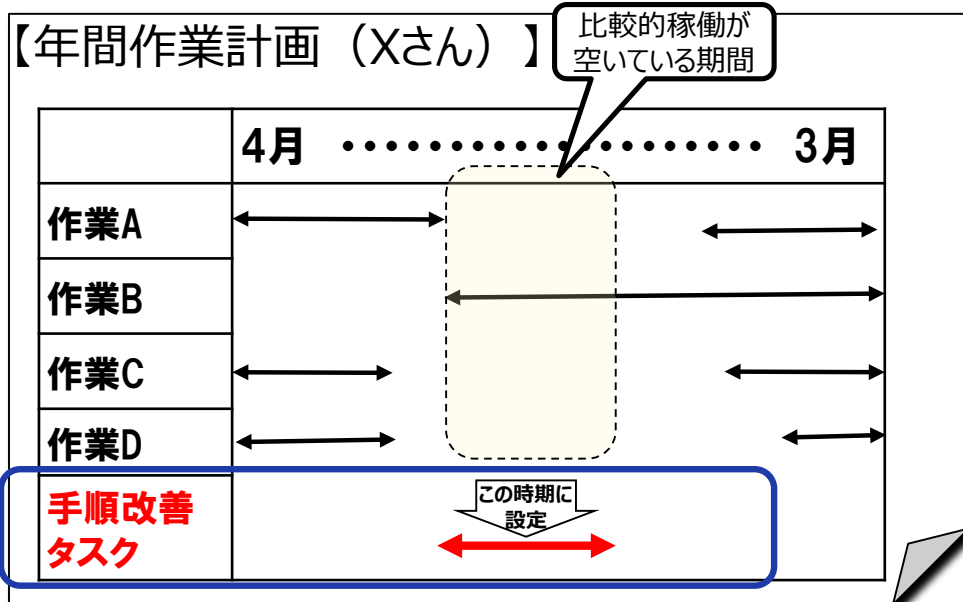 【年間作業計画（Xさん）】
比較的稼働が
空いている期間
4月 ・・・・・・・・・・・・・・・・・・・・ 3月
作業A
作業B
作業C
作業D
手順改善
タスク
この時期に
設定